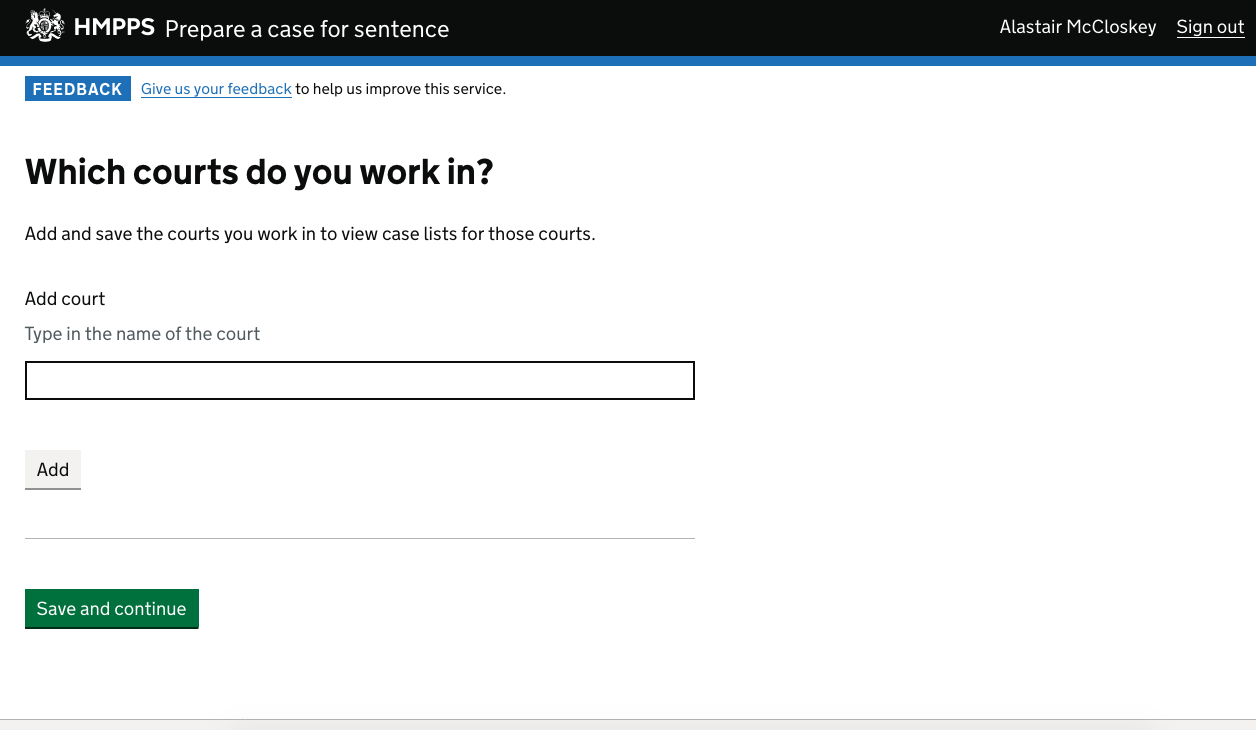 HMPPS Prepare a case for sentence Alastair McCloskey Sign out
FEEDBACK Give us your feedback to help us improve this service.
Which courts do you work in?
Add and save the courts you work in to view case lists for those courts.
Add court
Type in the name of the court
Add
Save and continue